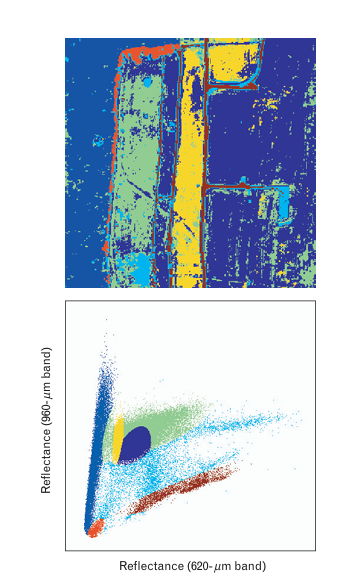 Reflectance (960-μm band)
Reflectance (620-μm band)